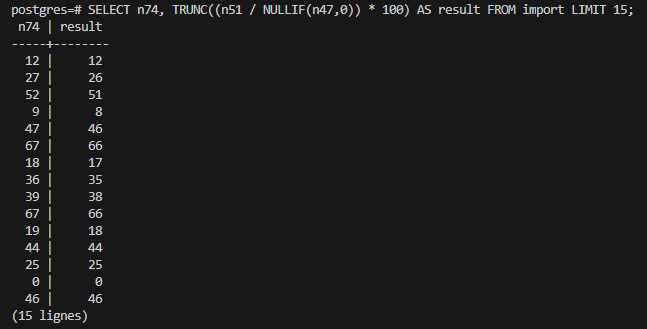 postgres=# SELECT n74, TRUNC((n51 / NULLIF(n47,0)) * 100) AS result FROM import LIMIT 15;
 n74 | result
-----+--------
  12 |     12
  27 |     26
  52 |     51
   9 |      8
  47 |     46
  67 |     66
  18 |     17
  36 |     35
  39 |     38
  67 |     66
  19 |     18
  44 |     44
  25 |     25
   0 |      0
  46 |     46
(15 lignes)